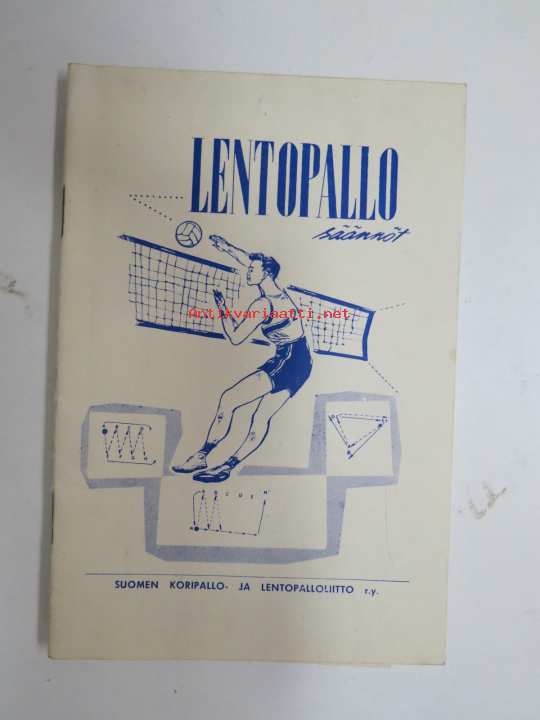 LENTOPALLO
säännöt
Antikvariaatti.net
SUOMEN KORIPALLO- JA LENTOPALLOLIITTO r.y.